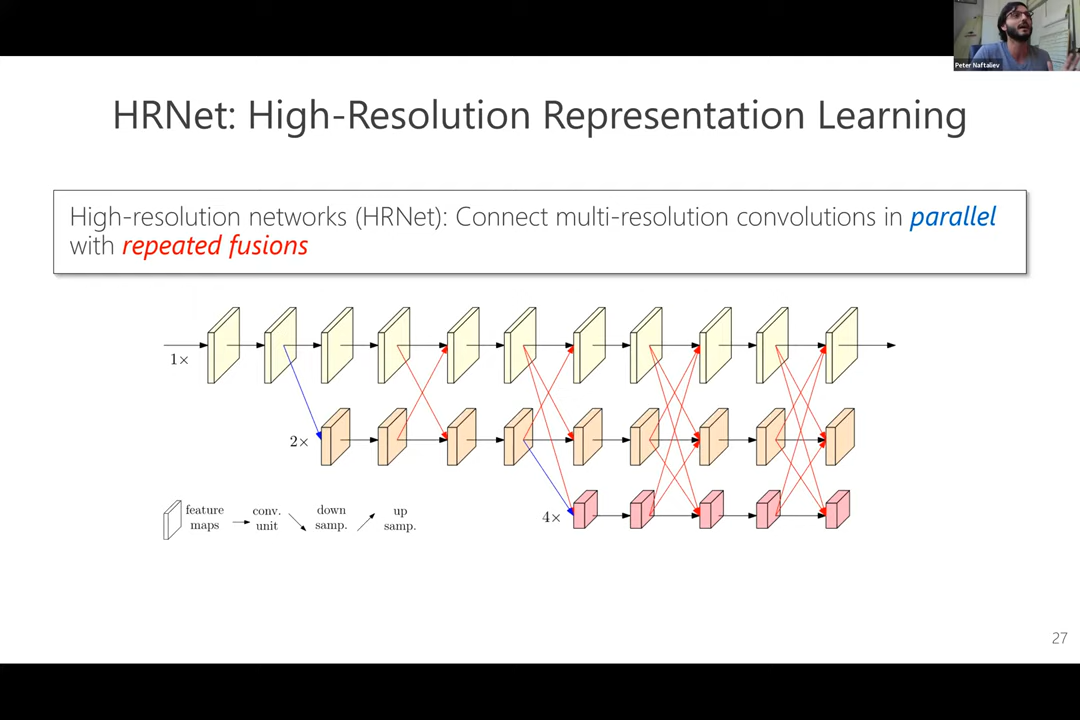 Peter Naftaliev
HRNet: High-Resolution Representation Learning
High-resolution networks (HRNet): Connect multi-resolution convolutions in parallel
with repeated fusions
1×
2×
4×
feature
maps
conv.
unit
down
samp.
up
samp.
27